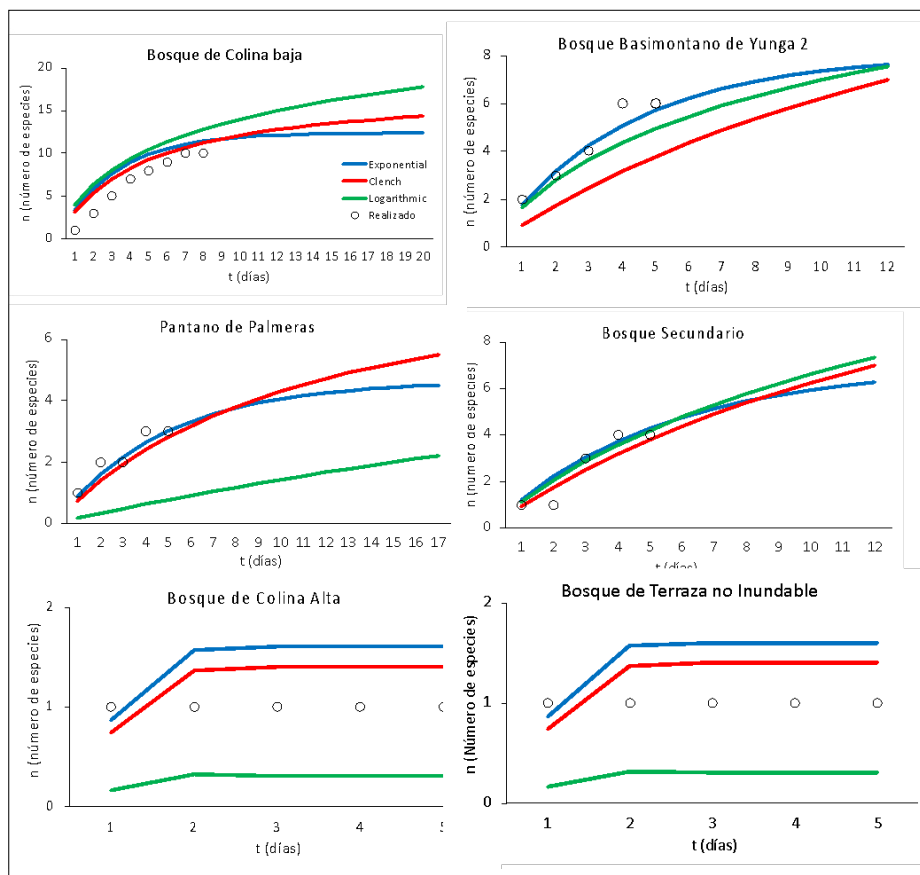 Bosque de Colina baja
n (número de especies)
20
15
10
5
0
Exponential
Clench
Logarithmic
Realizado
1 2 3 4 5 6 7 8 9 10 11 12 13 14 15 16 17 18 19 20
t (días)
Bosque Basimontano de Yunga 2
n (número de especies)
8
6
4
2
0
1 2 3 4 5 6 7 8 9 10 11 12
t (días)
Pantano de Palmeras
n (número de especies)
6
4
2
0
1 2 3 4 5 6 7 8 9 10 11 12 13 14 15 16 17
t (días)
Bosque Secundario
n (número de especies)
8
6
4
2
0
1 2 3 4 5 6 7 8 9 10 11 12
t (días)
Bosque de Colina Alta
n (número de especies)
2
1
0
1 2 3 4 5
t (días)
Bosque de Terraza no Inundable
n (Número de especies)
2
1
0
1 2 3 4 5
t (días)